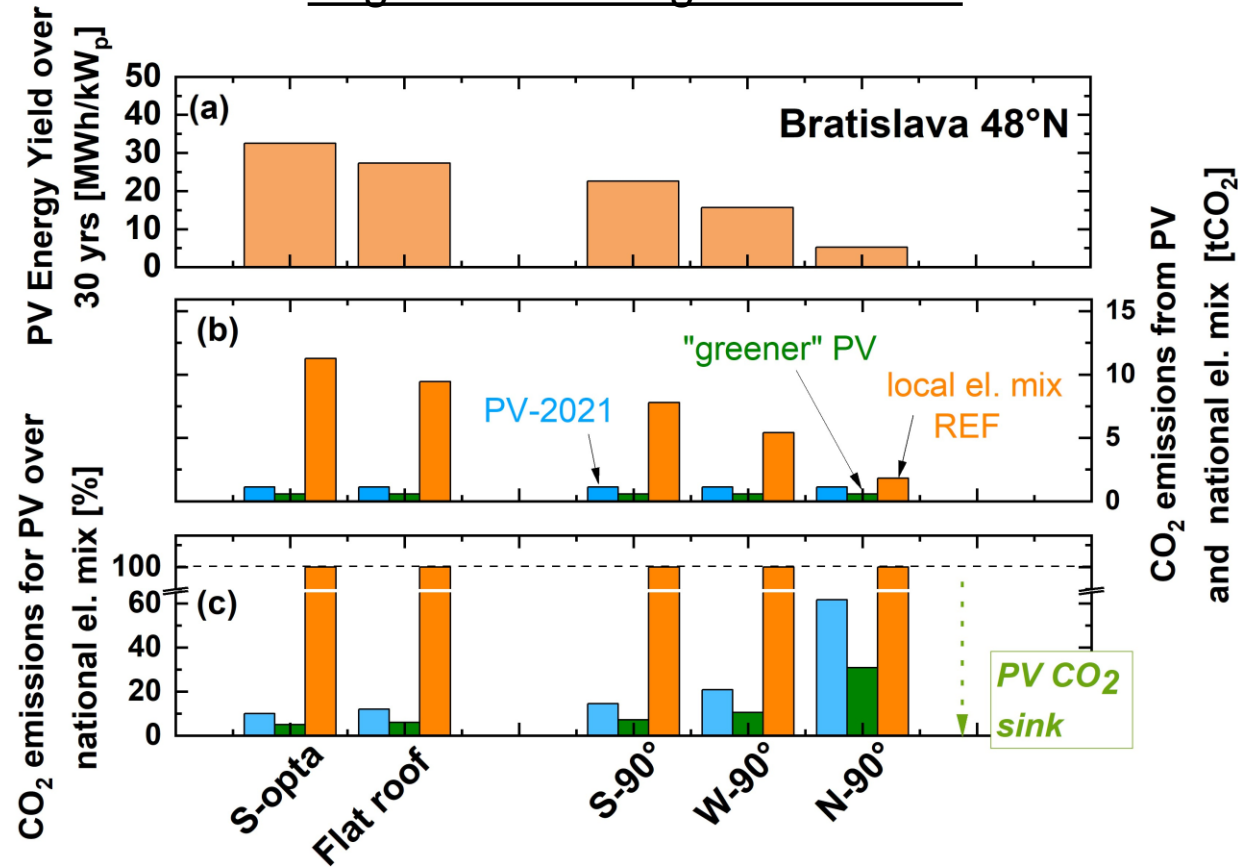 PV Energy Yield over
30 yrs [MWh/kWp]
50
40
30
20
10
0
(a)
Bratislava 48°N
(b)
"greener" PV
PV-2021
local el. mix
REF
15
10
5
0
CO2 emissions from PV
and national el. mix [tCO2]
CO2 emissions for PV over
national el. mix [%]
100
60
40
20
0
(c)
PV CO2
sink
S-opta
Flat roof
S-90°
W-90°
N-90°